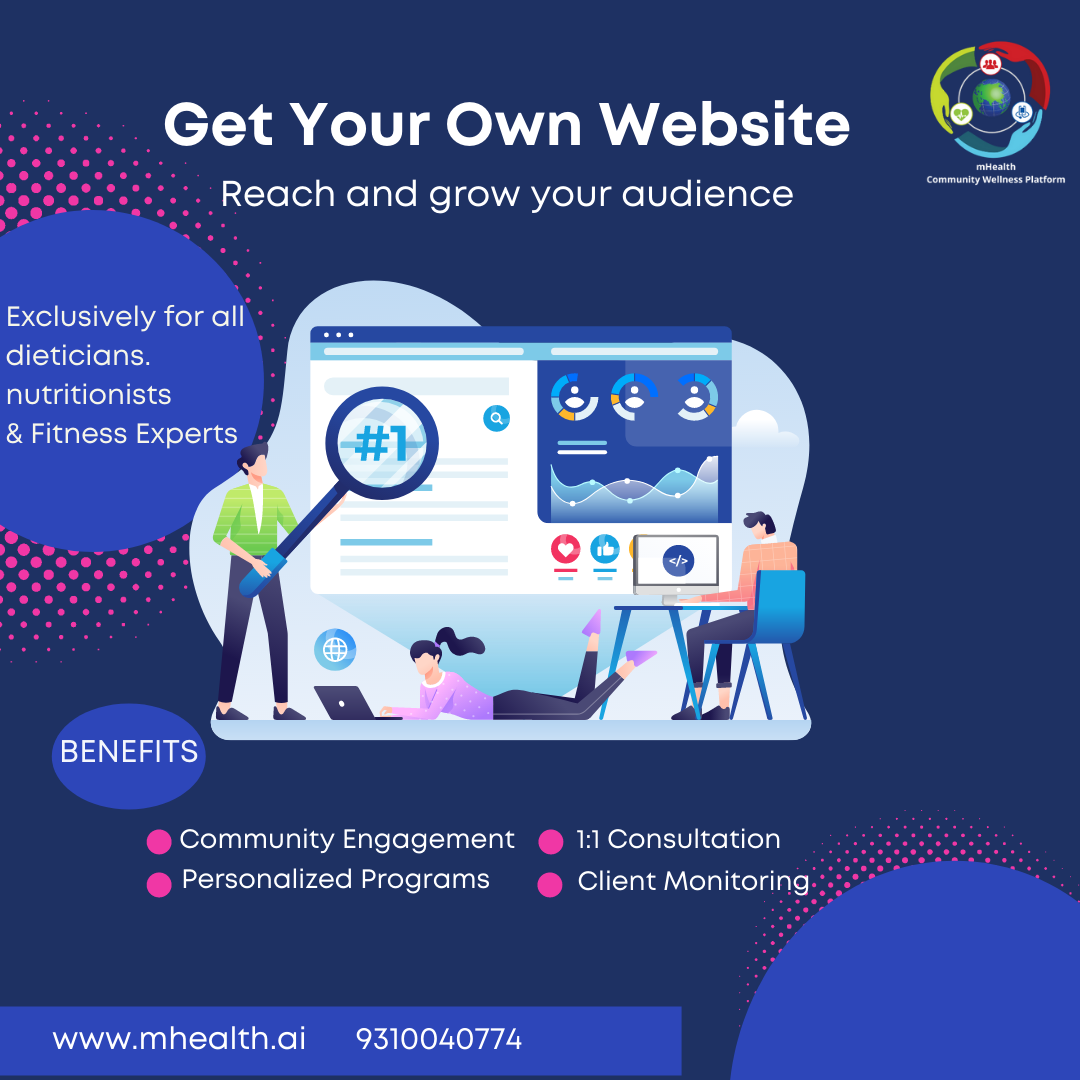 Get Your Own Website
Reach and grow your audience
mHealth
Community Wellness Platform
Exclusively for all
dieticians.
nutritionists
& Fitness Experts
#1
</>
BENEFITS
Community Engagement
Personalized Programs
1:1 Consultation
Client Monitoring
www.mhealth.ai 9310040774